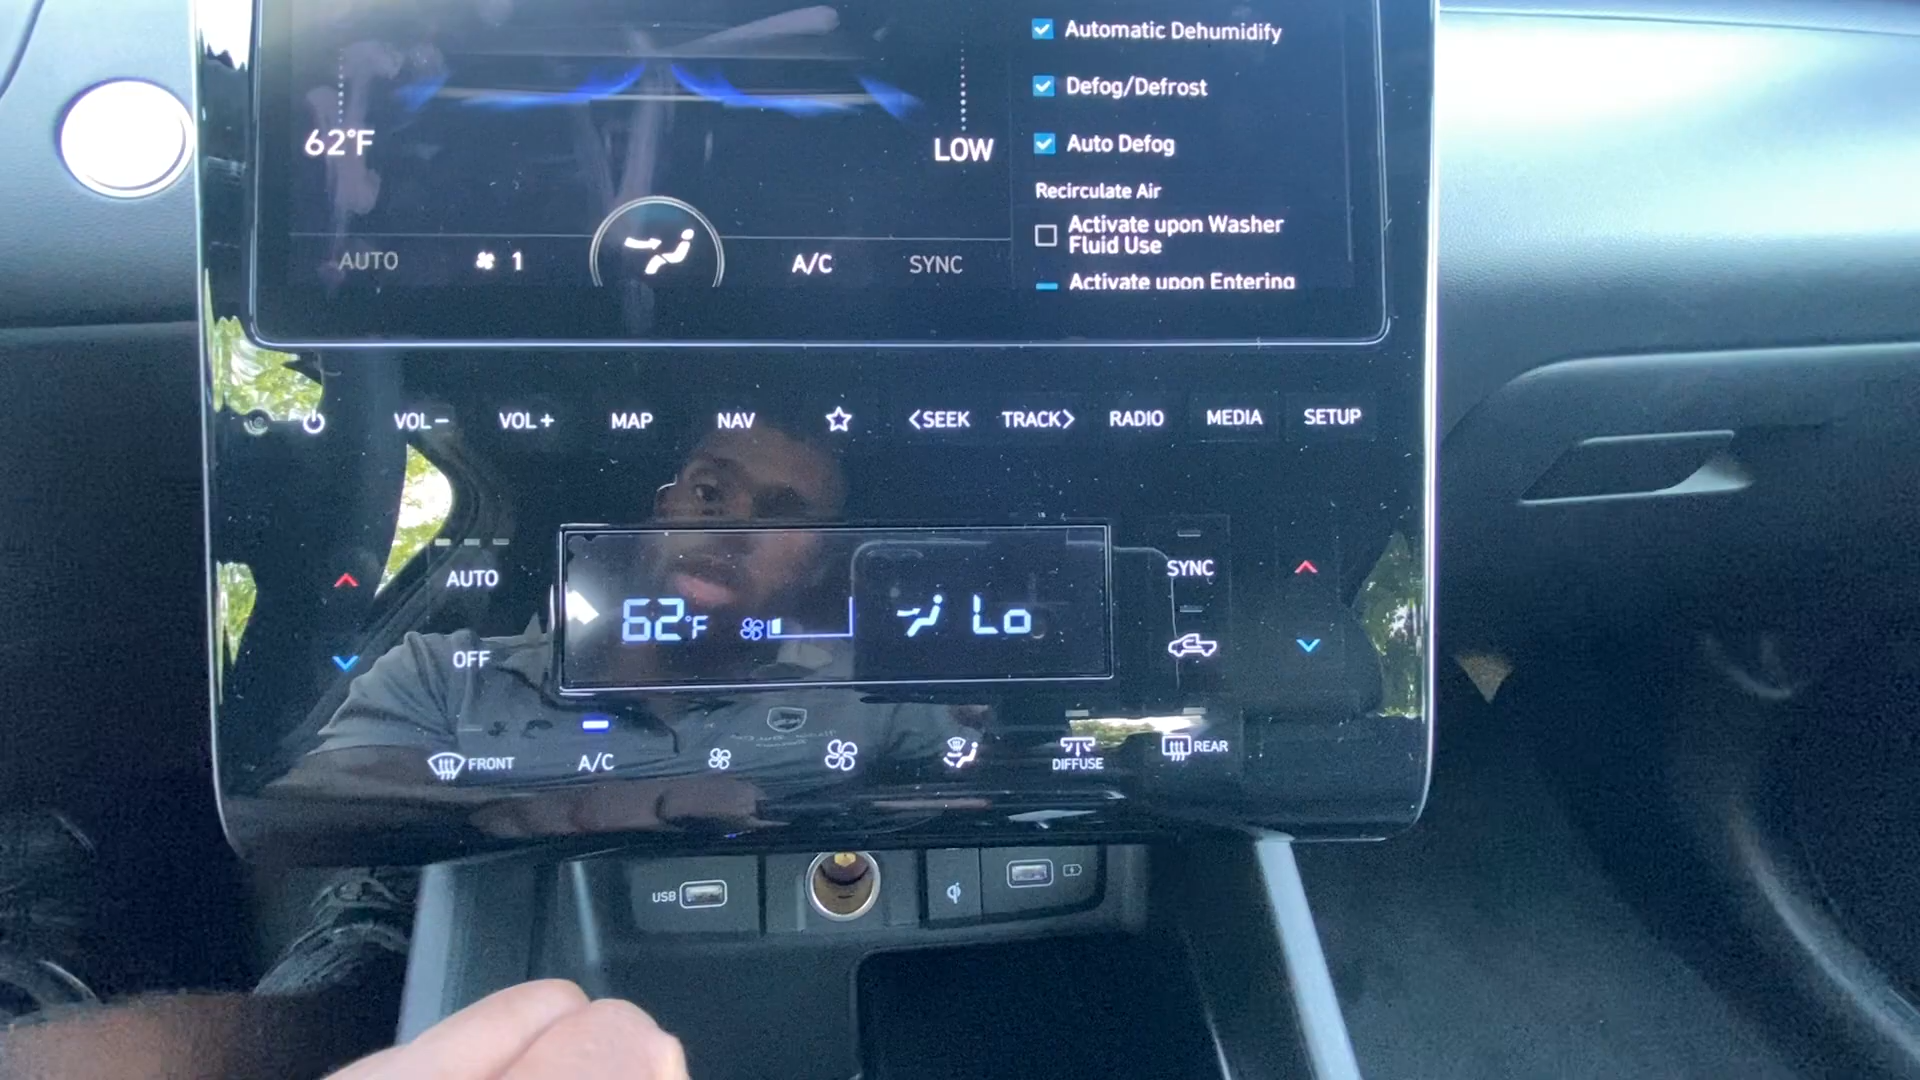 Automatic Dehumidify
Defog/Defrost
62°F
LOW
Auto Defog
Recirculate Air
Activate upon Washer
Fluid Use
AUTO
1
A/C
SYNC
Activate upon Entering
VOL−
VOL+
MAP
NAV
<SEEK
TRACK>
RADIO
MEDIA
SETUP
AUTO
62°F
Lo
SYNC
OFF
FRONT
A/C
DIFFUSE
REAR
USB